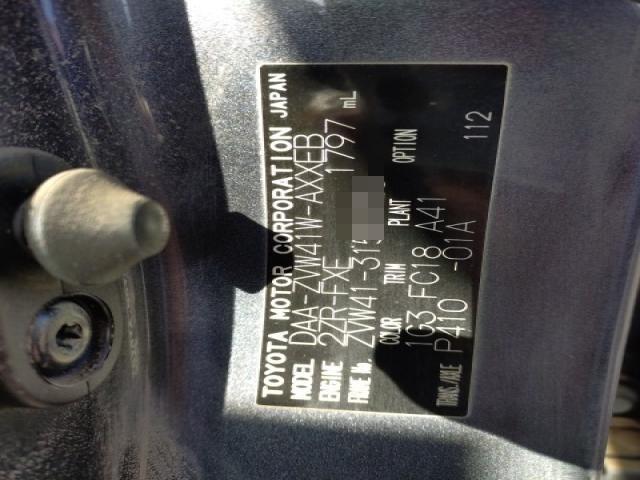 TOYOTA MOTOR CORPORATION JAPAN
MODEL DAA-ZVW41W-AXXEB
ENGINE 2ZR-FXE 1797 mL
FRAME No. ZVW41-315
COLOR TRIM PLANT OPTION
1G3 FC18 A41 112
TRANS./AXLE P410 -01A